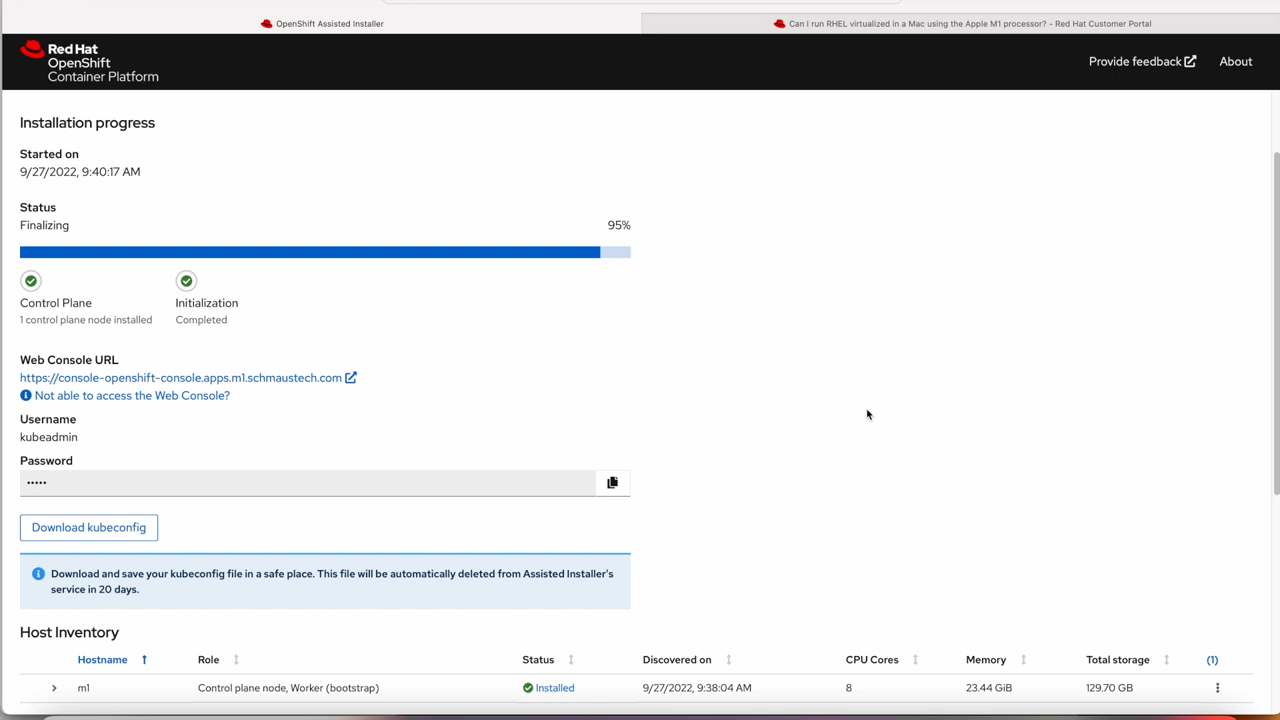 OpenShift Assisted Installer
Can I run RHEL virtualized in a Mac using the Apple M1 processor? - Red Hat Customer Portal
Red Hat
OpenShift
Container Platform
Provide feedback
About
Installation progress
Started on
9/27/2022, 9:40:17 AM
Status
Finalizing 95%
Control Plane
1 control plane node installed
Initialization
Completed
Web Console URL
https://console-openshift-console.apps.m1.schmaustech.com
Not able to access the Web Console?
Username
kubeadmin
Password
•••••
Download kubeconfig
Download and save your kubeconfig file in a safe place. This file will be automatically deleted from Assisted Installer's
service in 20 days.
Host Inventory
Hostname Role Status Discovered on CPU Cores Memory Total storage (1)
m1 Control plane node, Worker (bootstrap) Installed 9/27/2022, 9:38:04 AM 8 23.44 GiB 129.70 GB